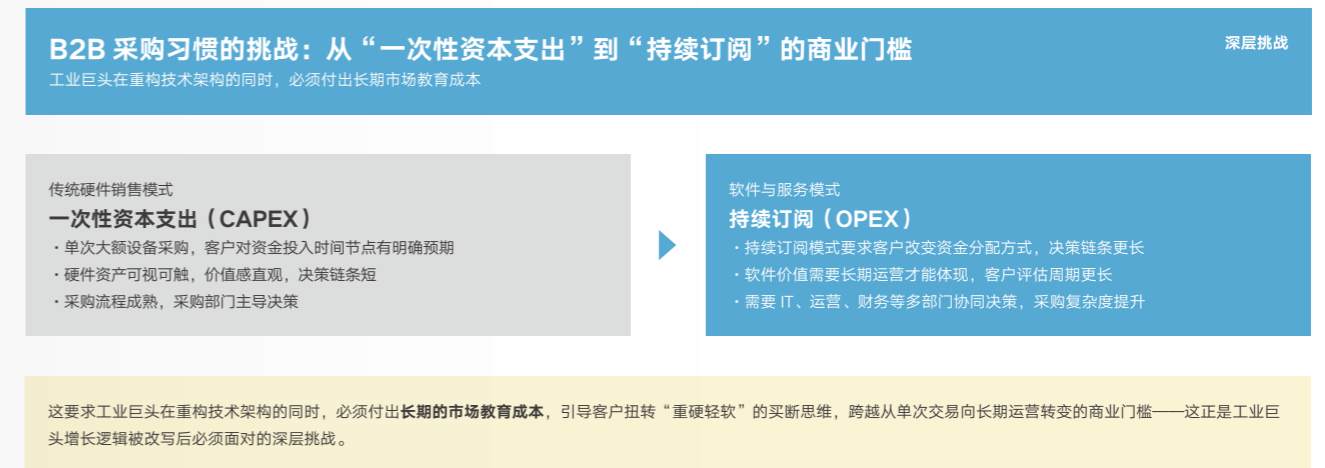 B2B 采购习惯的挑战：从“一次性资本支出”到“持续订阅”的商业门槛
深层挑战
工业巨头在重构技术架构的同时，必须付出长期市场教育成本
传统硬件销售模式
一次性资本支出（CAPEX）
·单次大额设备采购，客户对资金投入时间节点有明确预期
·硬件资产可视可触，价值感直观，决策链条短
·采购流程成熟，采购部门主导决策
软件与服务模式
持续订阅（OPEX）
·持续订阅模式要求客户改变资金分配方式，决策链条更长
·软件价值需要长期运营才能体现，客户评估周期更长
·需要 IT、运营、财务等多部门协同决策，采购复杂度提升
这要求工业巨头在重构技术架构的同时，必须付出长期的市场教育成本，引导客户扭转“重硬轻软”的买断思维，跨越从单次交易向长期运营转变的商业门槛——这正是工业巨
头增长逻辑被改写后必须面对的深层挑战。